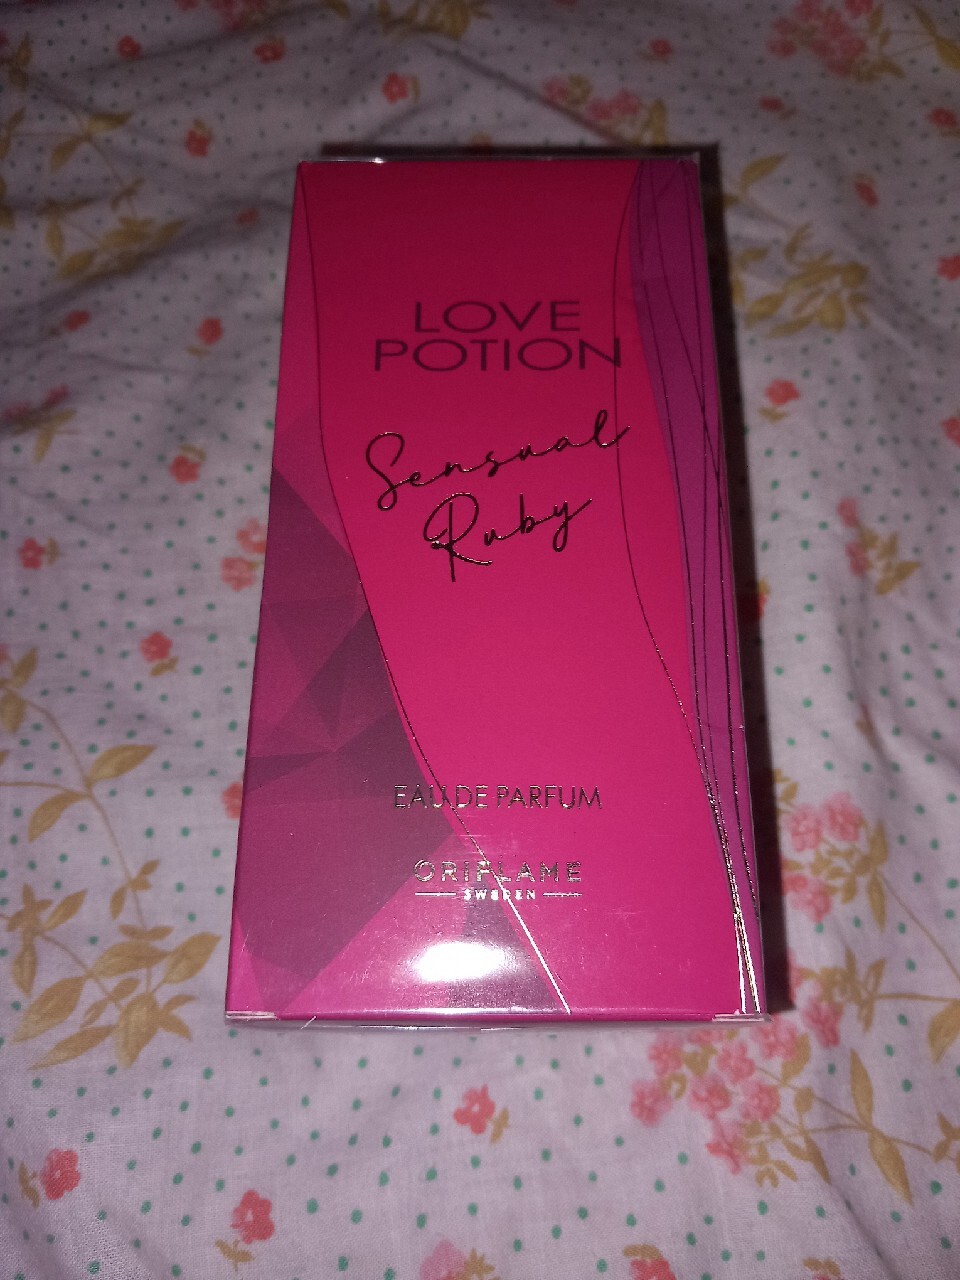 LOVE
POTION
Sensual
Ruby
EAU DE PARFUM
ORIFLAME
SWEDEN